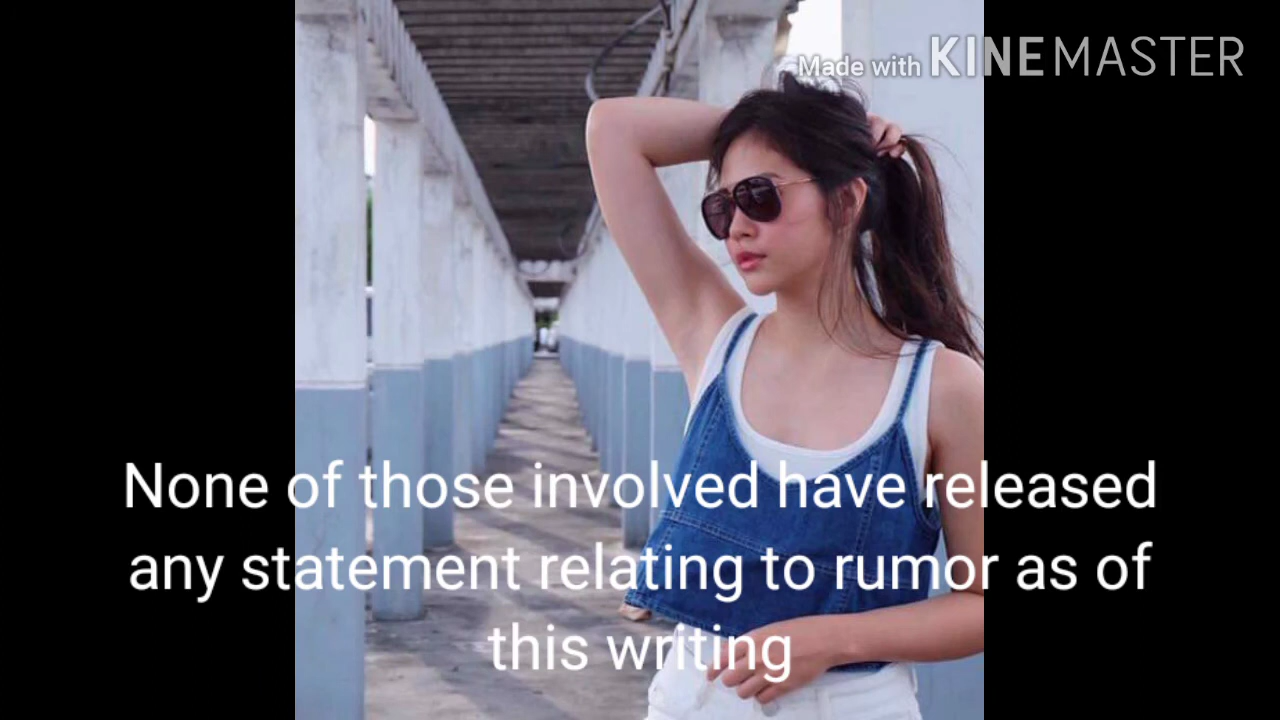 Made with KINEMASTER
None of those involved have released
any statement relating to rumor as of
this writing